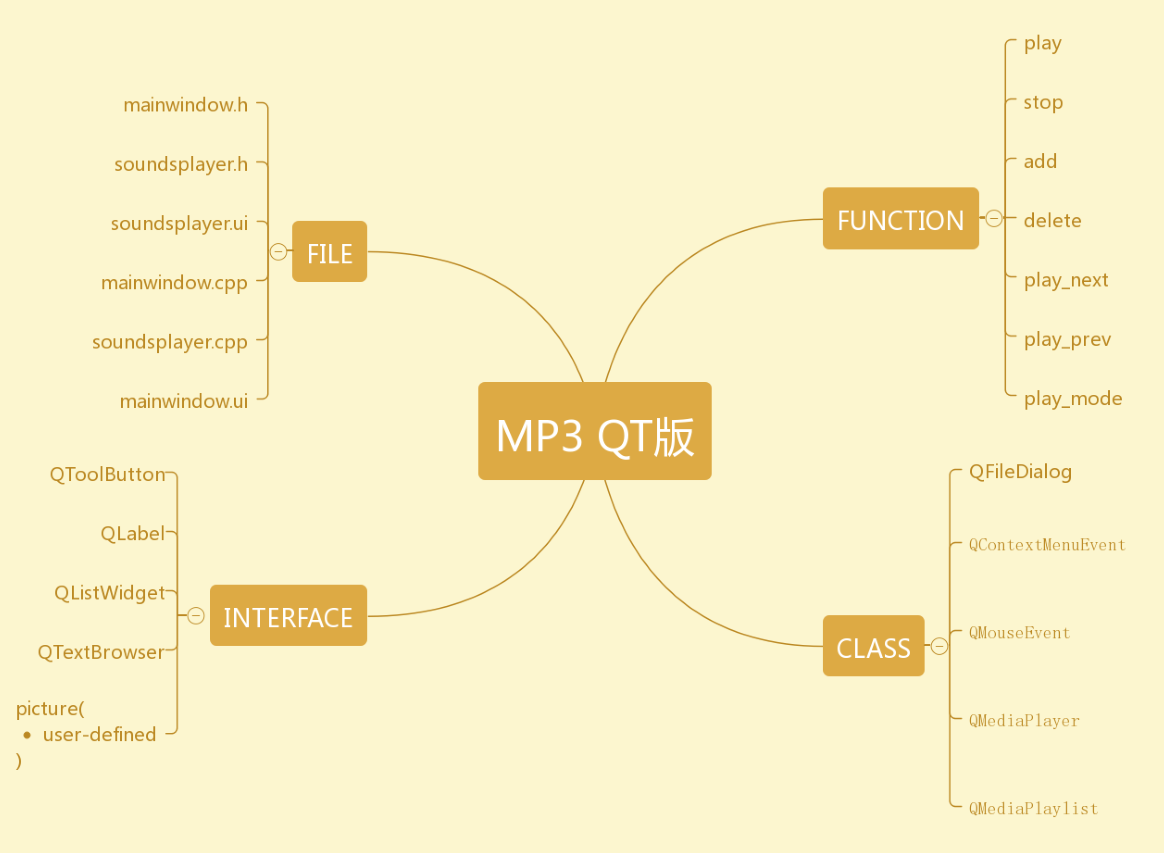 MP3 QT版
FILE
mainwindow.h
soundsplayer.h
soundsplayer.ui
mainwindow.cpp
soundsplayer.cpp
mainwindow.ui
FUNCTION
play
stop
add
delete
play_next
play_prev
play_mode
INTERFACE
QToolButton
QLabel
QListWidget
QTextBrowser
picture(
• user-defined
)
CLASS
QFileDialog
QContextMenuEvent
QMouseEvent
QMediaPlayer
QMediaPlaylist